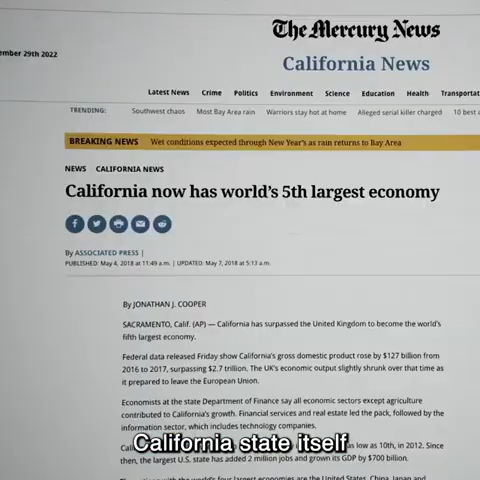 The Mercury News
ember 29th 2022
California News
Latest News Crime Politics Environment Science Education Health Transportat
TRENDING: Southwest chaos Most Bay Area rain Warriors stay hot at home Alleged serial killer charged 10 best
BREAKING NEWS Wet conditions expected through New Year's as rain returns to Bay Area
NEWS CALIFORNIA NEWS
California now has world's 5th largest economy
By ASSOCIATED PRESS |
PUBLISHED: May 4, 2018 at 11:49 a.m. | UPDATED: May 7, 2018 at 5:13 a.m.
By JONATHAN J. COOPER
SACRAMENTO, Calif. (AP) — California has surpassed the United Kingdom to become the world's
fifth largest economy.
Federal data released Friday show California's gross domestic product rose by $127 billion from
2016 to 2017, surpassing $2.7 trillion. The UK's economic output slightly shrunk over that time as
it prepared to leave the European Union.
Economists at the state Department of Finance say all economic sectors except agriculture
contributed to California's growth. Financial services and real estate led the pack, followed by the
information sector, which includes technology companies.
California state itself
as low as 10th, in 2012. Since
then, the largest U.S. state has added 2 million jobs and grown its GDP by $700 billion.